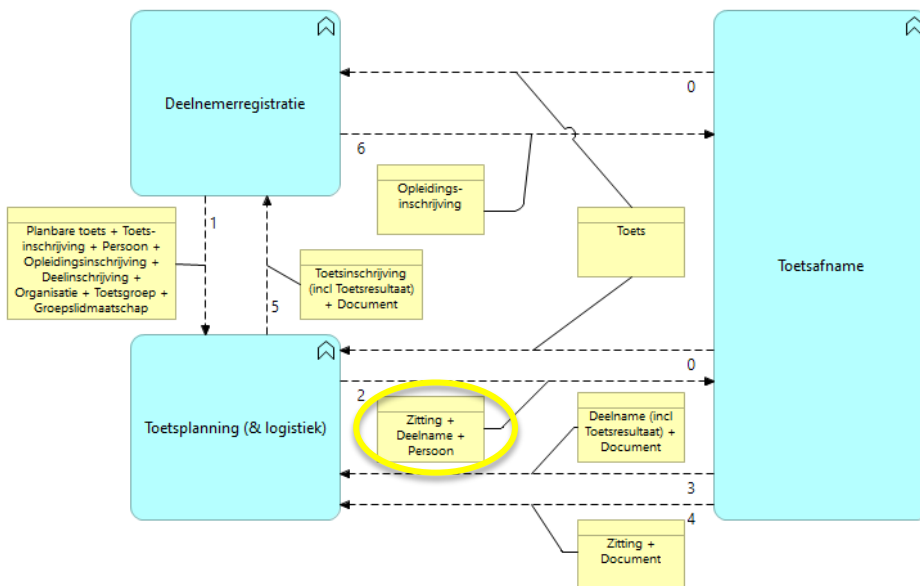 Deelnemerregistratie
0
6
Opleidings-
inschrijving
Toets
Toetsafname
1
Planbare toets + Toets-
inschrijving + Persoon +
Opleidingsinschrijving +
Deelinschrijving +
Organisatie + Toetsgroep +
Groepslidmaatschap
Toetsinschrijving
(incl Toetsresultaat)
+ Document
5
Toetsplanning (& logistiek)
0
2
Zitting +
Deelname +
Persoon
Deelname (incl
Toetsresultaat) +
Document
3
4
Zitting +
Document